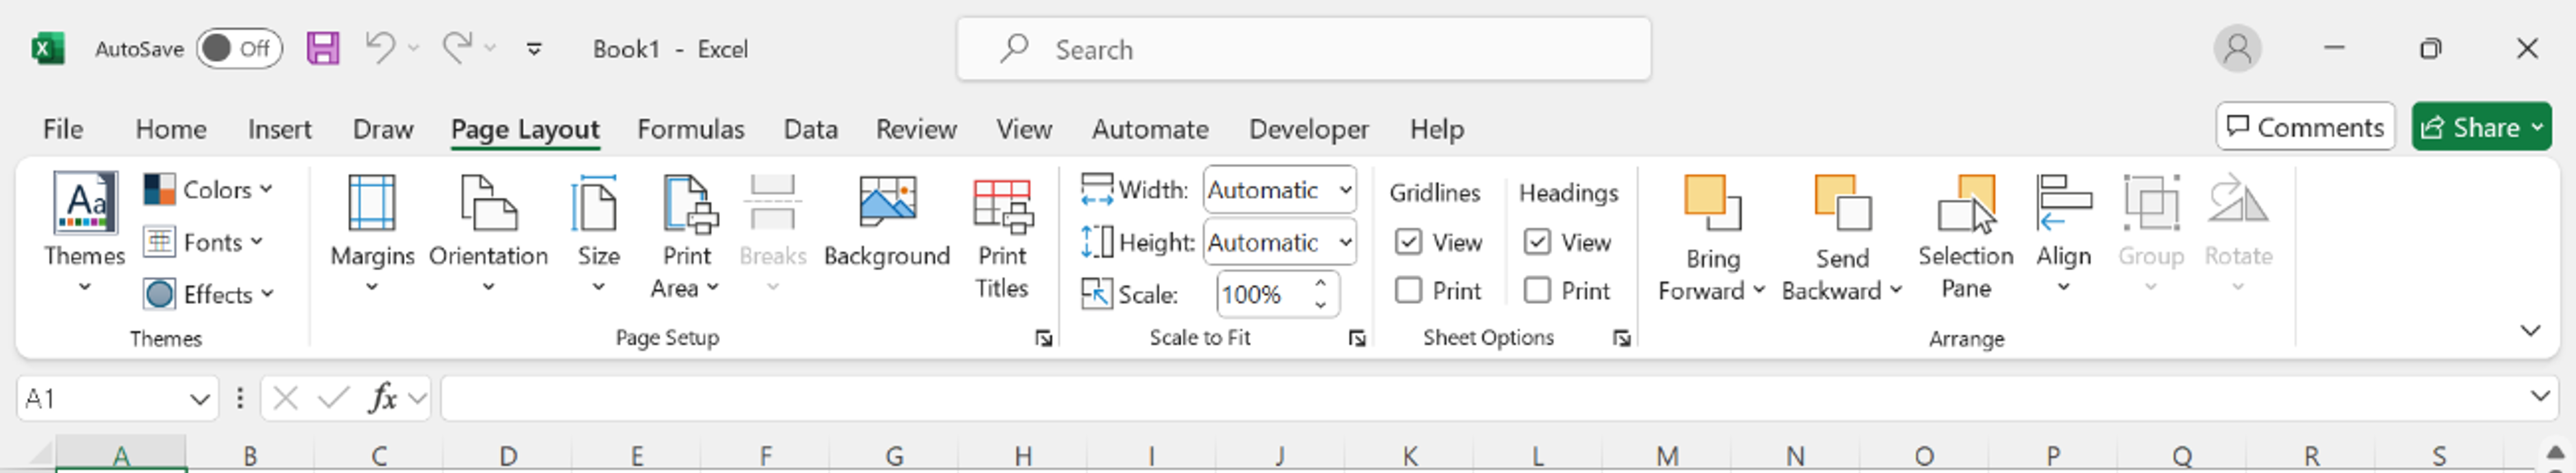 AutoSave Off Book1 - Excel Search
File Home Insert Draw Page Layout Formulas Data Review View Automate Developer Help Comments Share
Themes
Colors
Fonts
Effects
Themes
Margins Orientation Size Print Area Breaks Background Print Titles
Page Setup
Width: Automatic
Height: Automatic
Scale: 100%
Scale to Fit
Gridlines
View
Print
Headings
View
Print
Sheet Options
Bring Forward Send Backward Selection Pane Align Group Rotate
Arrange
A1 fx
A B C D E F G H I J K L M N O P Q R S